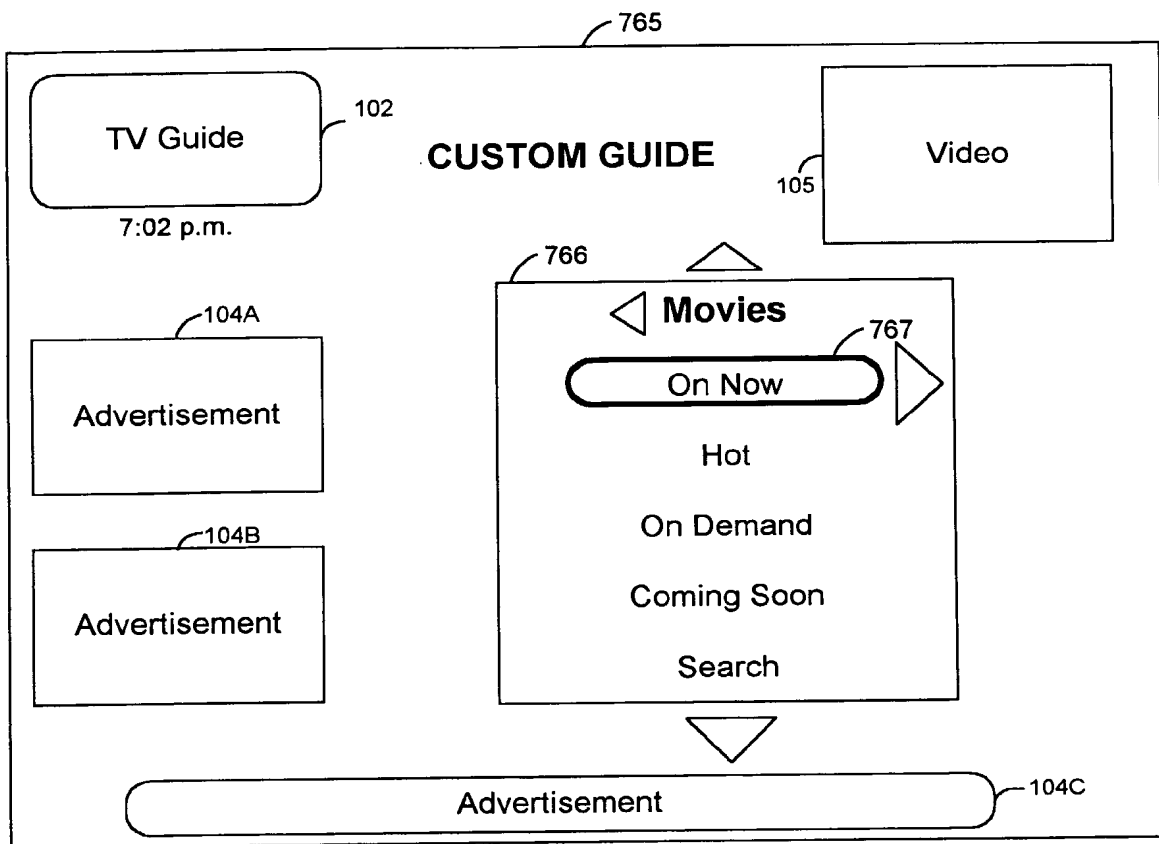 765
TV Guide
102
CUSTOM GUIDE
Video
105
7:02 p.m.
766
Movies
767
On Now
Hot
On Demand
Coming Soon
Search
104A
Advertisement
104B
Advertisement
Advertisement
104C